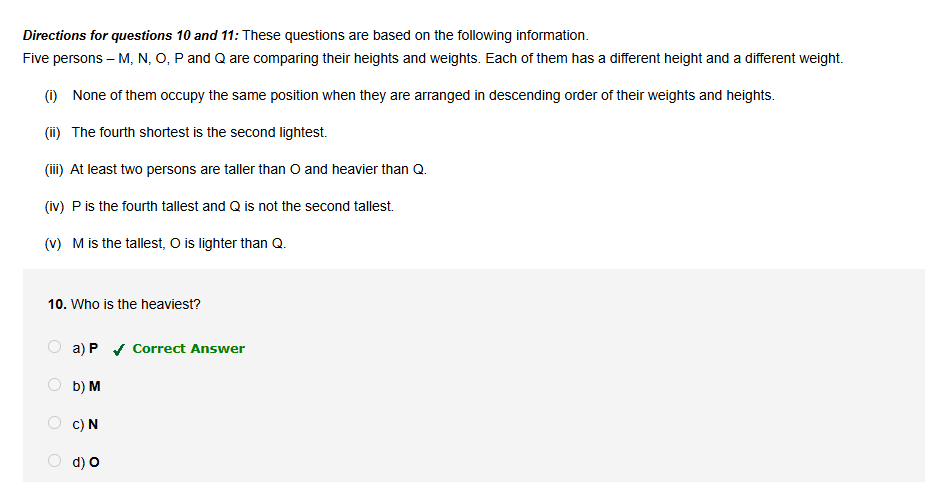 Directions for questions 10 and 11: These questions are based on the following information.
Five persons – M, N, O, P and Q are comparing their heights and weights. Each of them has a different height and a different weight.
(i) None of them occupy the same position when they are arranged in descending order of their weights and heights.
(ii) The fourth shortest is the second lightest.
(iii) At least two persons are taller than O and heavier than Q.
(iv) P is the fourth tallest and Q is not the second tallest.
(v) M is the tallest, O is lighter than Q.
10. Who is the heaviest?
a) P ✔ Correct Answer
b) M
c) N
d) O